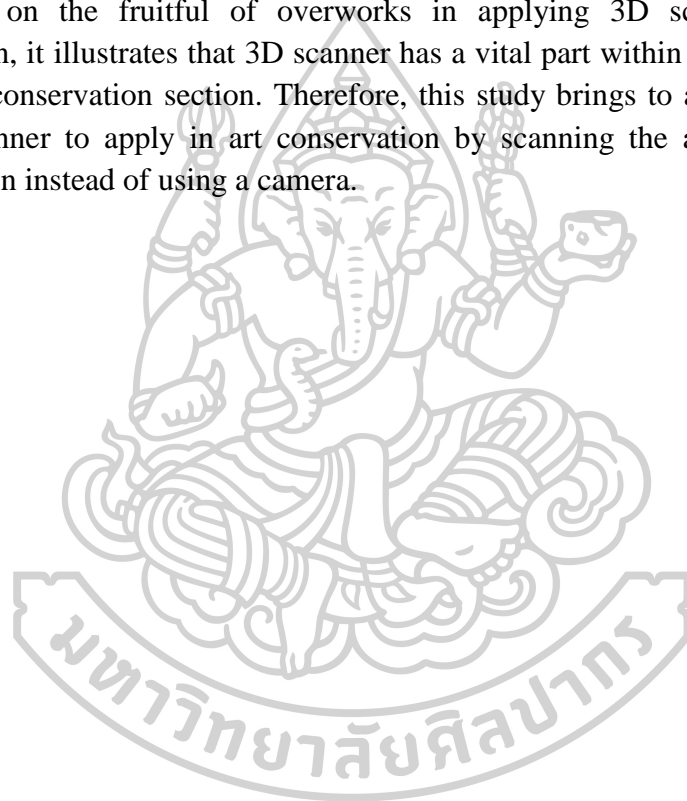 on the fruitful of overworks in applying 3D
it illustrates that 3D scanner has a vital part within
conservation section. Therefore, this study brings to
to apply in art conservation by scanning the
instead of using a camera.
มหาวิทยาลัยศิลปากร